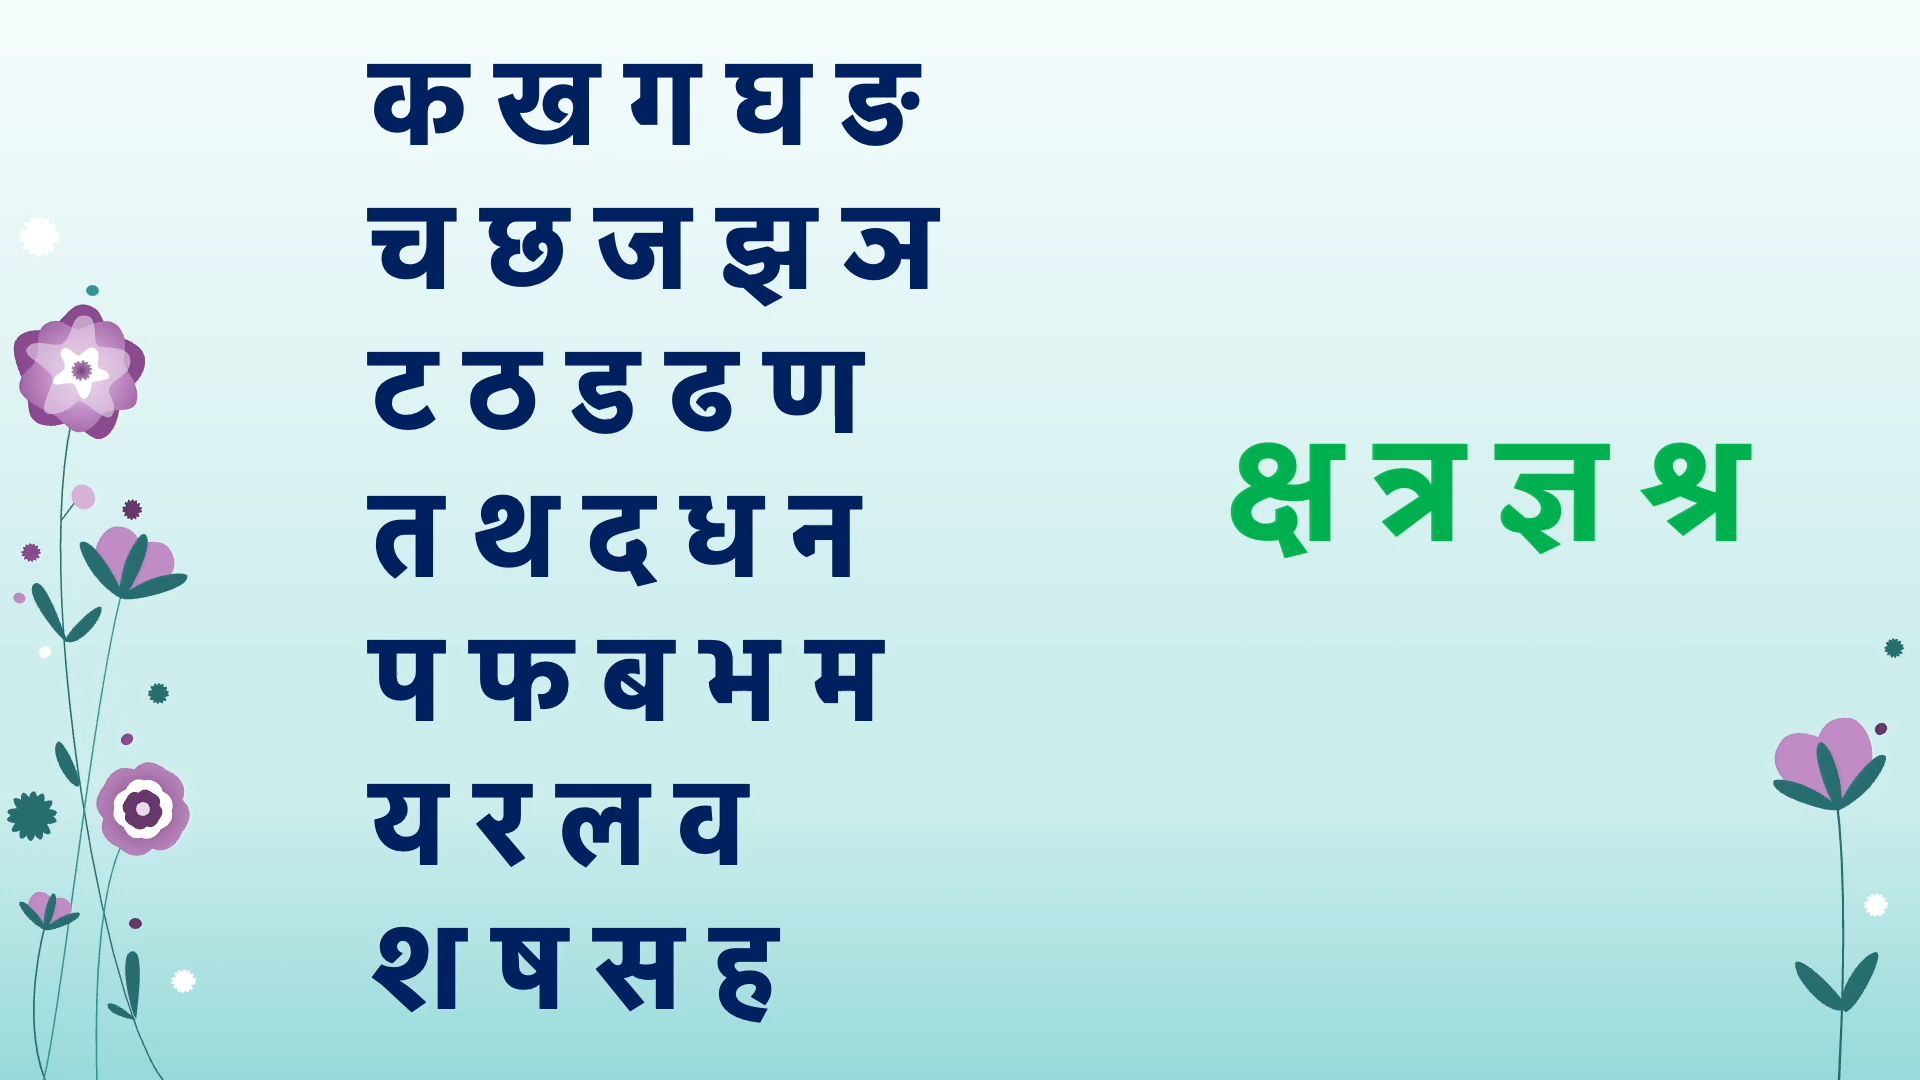 क ख ग घ ङ
च छ ज झ ञ
ट ठ ड ढ ण
त थ द ध न
प फ ब भ म
य र ल व
श ष स ह
क्ष त्र ज्ञ श्र